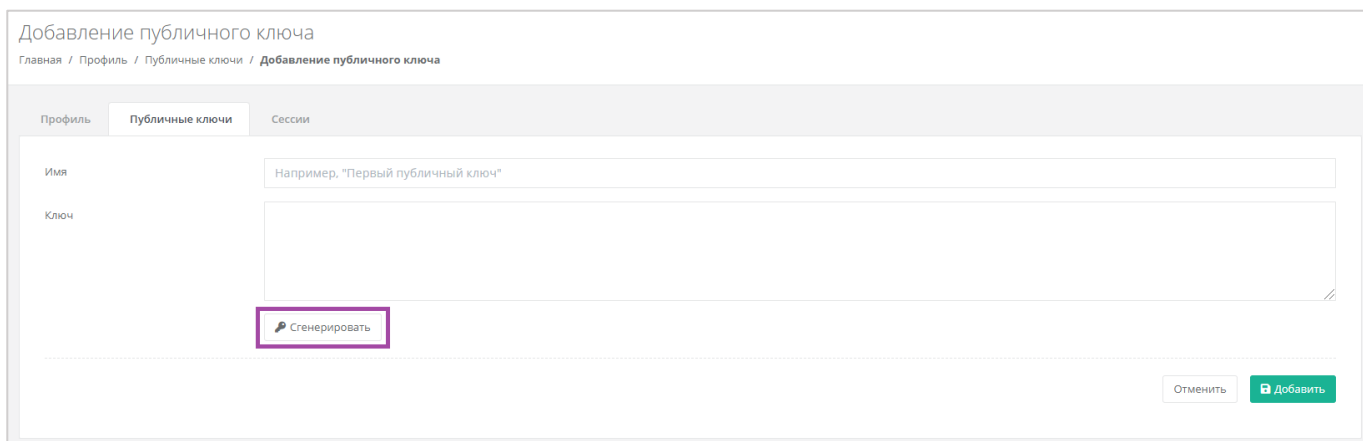 Добавление публичного ключа
Главная / Профиль / Публичные ключи / Добавление публичного ключа
Профиль Публичные ключи Сессии
Имя Например, "Первый публичный ключ"
Ключ
Сгенерировать
Отменить Добавить